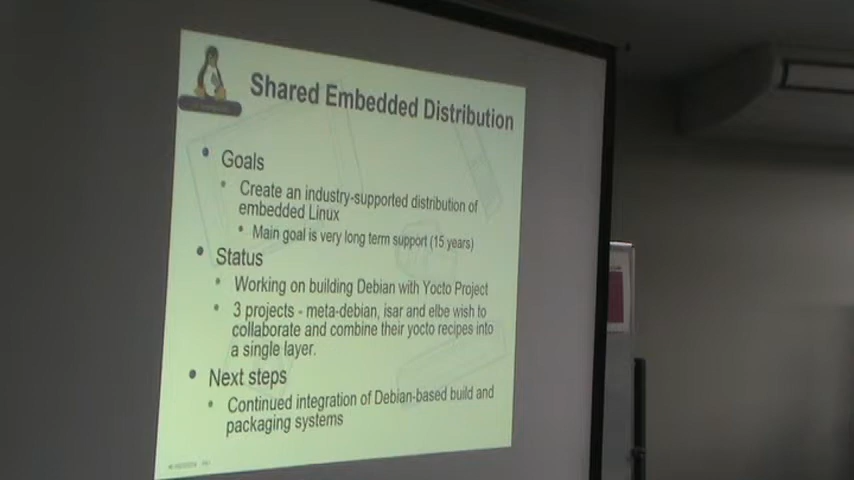 Shared Embedded Distribution
Goals
Create an industry-supported distribution of
embedded Linux
Main goal is very long term support (15 years)
Status
Working on building Debian with Yocto Project
3 projects - meta-debian, isar and elbe wish to
collaborate and combine their yocto recipes into
a single layer.
Next steps
Continued integration of Debian-based build and
packaging systems